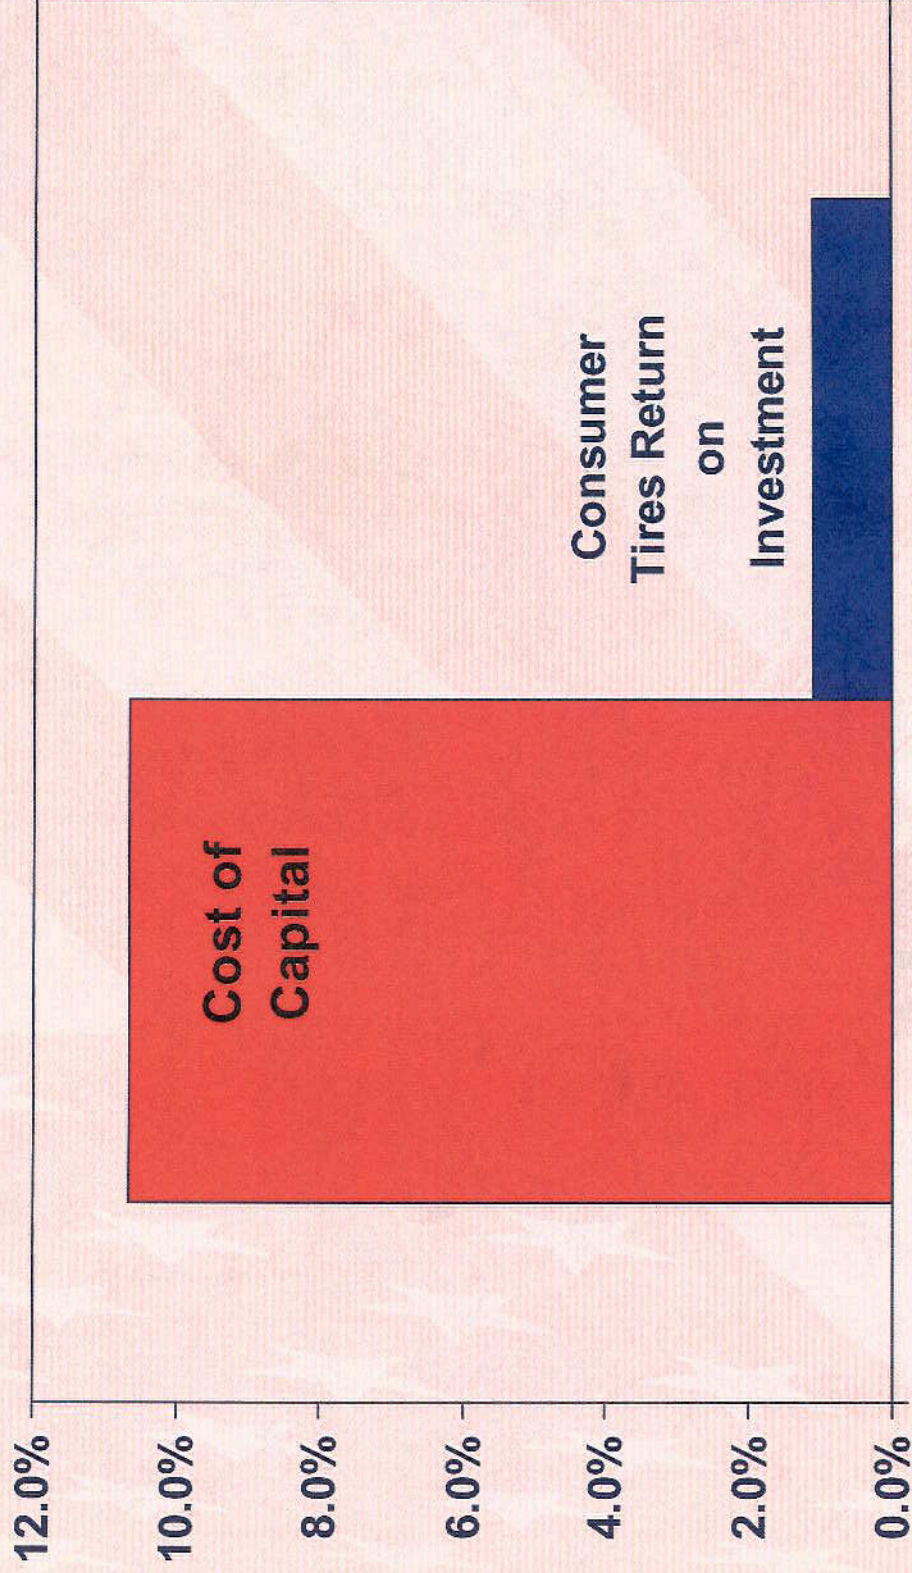 12.0%
10.0%
8.0%
6.0%
4.0%
2.0%
0.0%
Cost of
Capital
Consumer
Tires Return
on
Investment